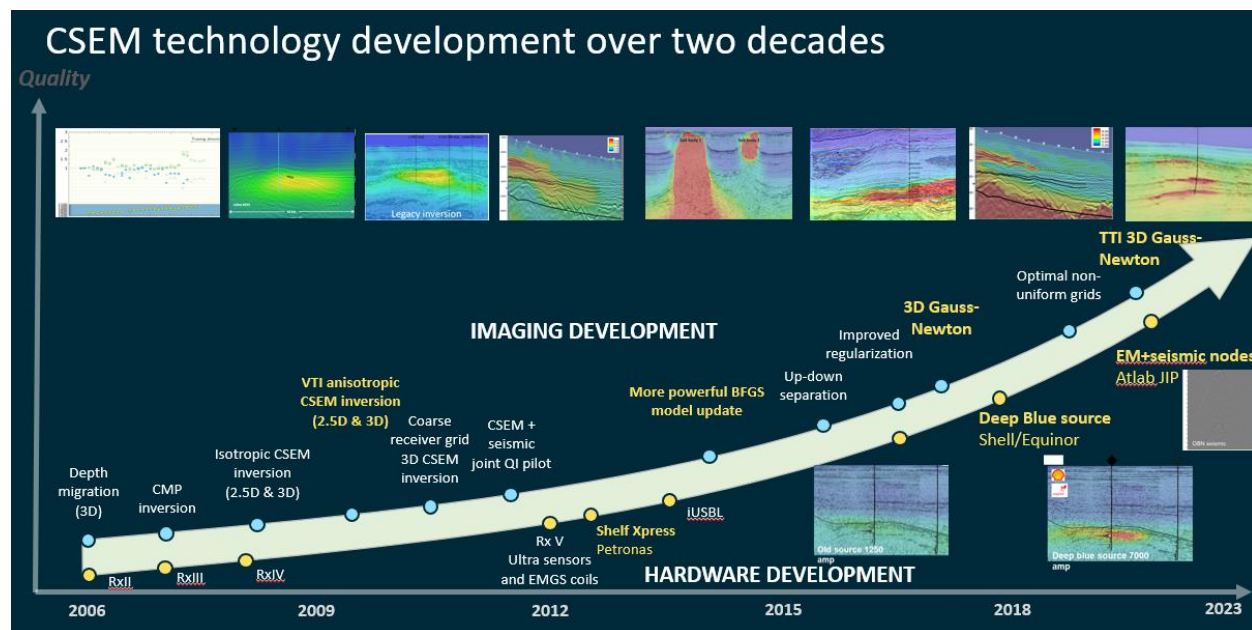 CSEM technology development over two decades
Quality
Legacy inversion
TTI 3D Gauss-
Newton
Optimal non-
uniform grids
3D Gauss-
Newton
IMAGING DEVELOPMENT
Improved
regularization
Up-down
separation
More powerful BFGS
model update
VTI anisotropic
CSEM inversion
(2.5D & 3D)
Coarse
receiver grid
3D CSEM
inversion
CSEM +
seismic
joint QI pilot
Isotropic CSEM
inversion
(2.5D & 3D)
CMP
inversion
Depth
migration
(3D)
EM+seismic nodes
Atlab JIP
OBN seismic
Deep Blue source
Shell/Equinor
iUSBL
Shelf Xpress
Petronas
Rx V
Ultra sensors
and EMGS coils
RxII
RxIII
RxIV
Old source 1250
amp
Deep blue source 7000
amp
HARDWARE DEVELOPMENT
2006
2009
2012
2015
2018
2023